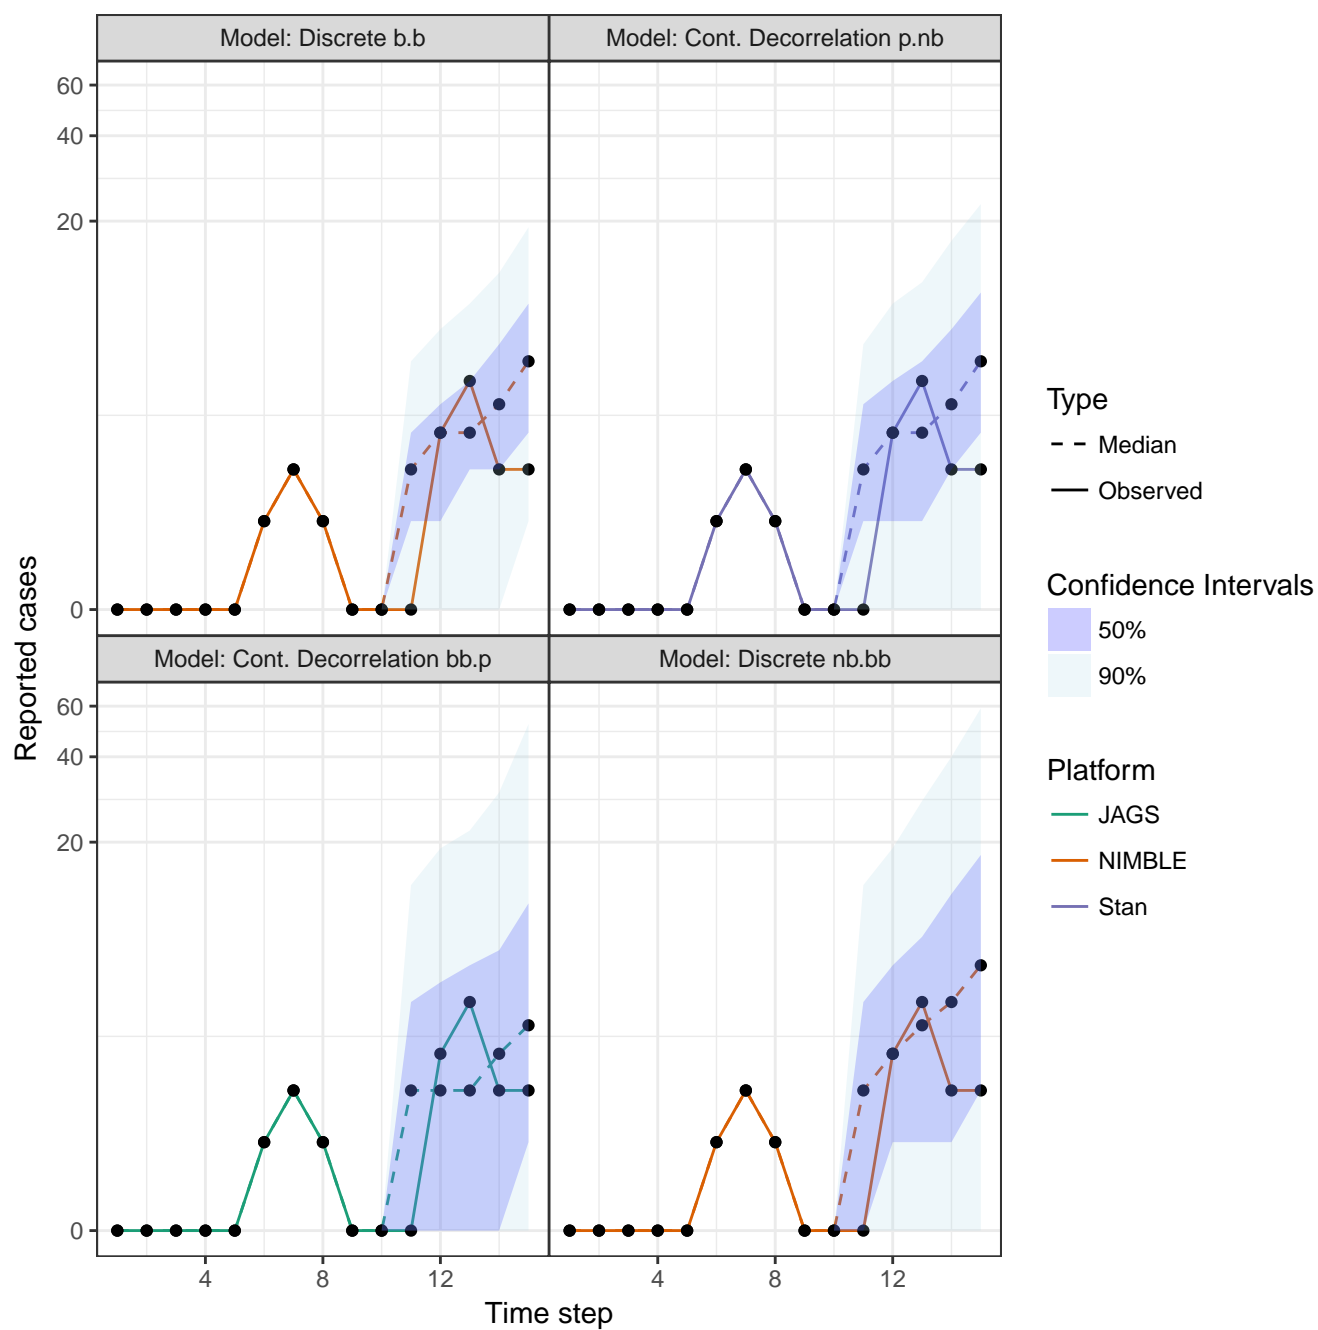 Model: Discrete b.b
Model: Cont. Decorrelation p.nb
60
40
20
0
Model: Cont. Decorrelation bb.p
Model: Discrete nb.bb
60
40
20
0
4
8
12
4
8
12
Time step
Reported cases
Type
Median
Observed
Confidence Intervals
50%
90%
Platform
JAGS
NIMBLE
Stan